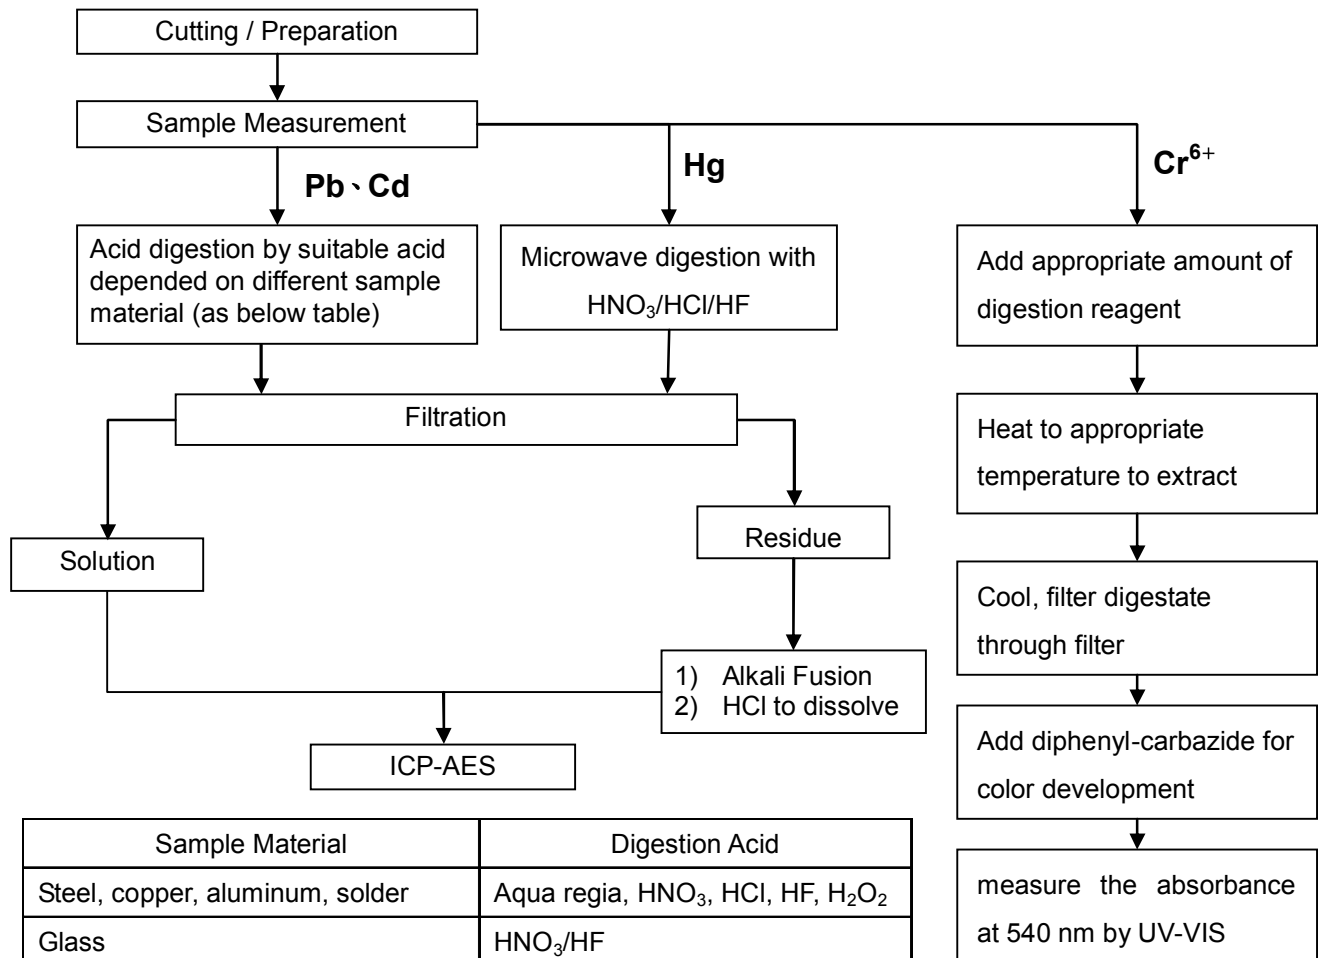 Cutting / Preparation
Sample Measurement
Pb、Cd
Hg
Cr⁶⁺
Acid digestion by suitable acid
depended on different sample
material (as below table)
Microwave digestion with
HNO₃/HCl/HF
Add appropriate amount of
digestion reagent
Filtration
Heat to appropriate
temperature to extract
Solution
Residue
Cool, filter digestate
through filter
1) Alkali Fusion
2) HCl to dissolve
ICP-AES
Add diphenyl-carbazide for
color development
measure the absorbance
at 540 nm by UV-VIS
Sample Material Digestion Acid
Steel, copper, aluminum, solder Aqua regia, HNO₃, HCl, HF, H₂O₂
Glass HNO₃/HF